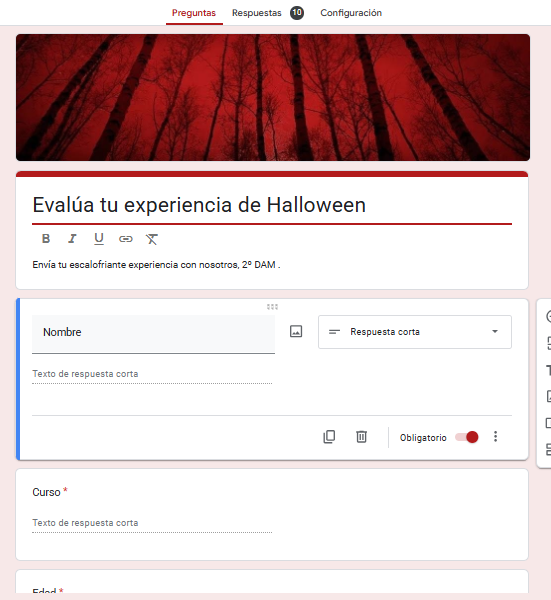 Preguntas Respuestas 10 Configuración
Evalúa tu experiencia de Halloween
B I U
Envía tu escalofriante experiencia con nosotros, 2º DAM .
Nombre
Respuesta corta
Texto de respuesta corta
Obligatorio
Curso *
Texto de respuesta corta
Edad *